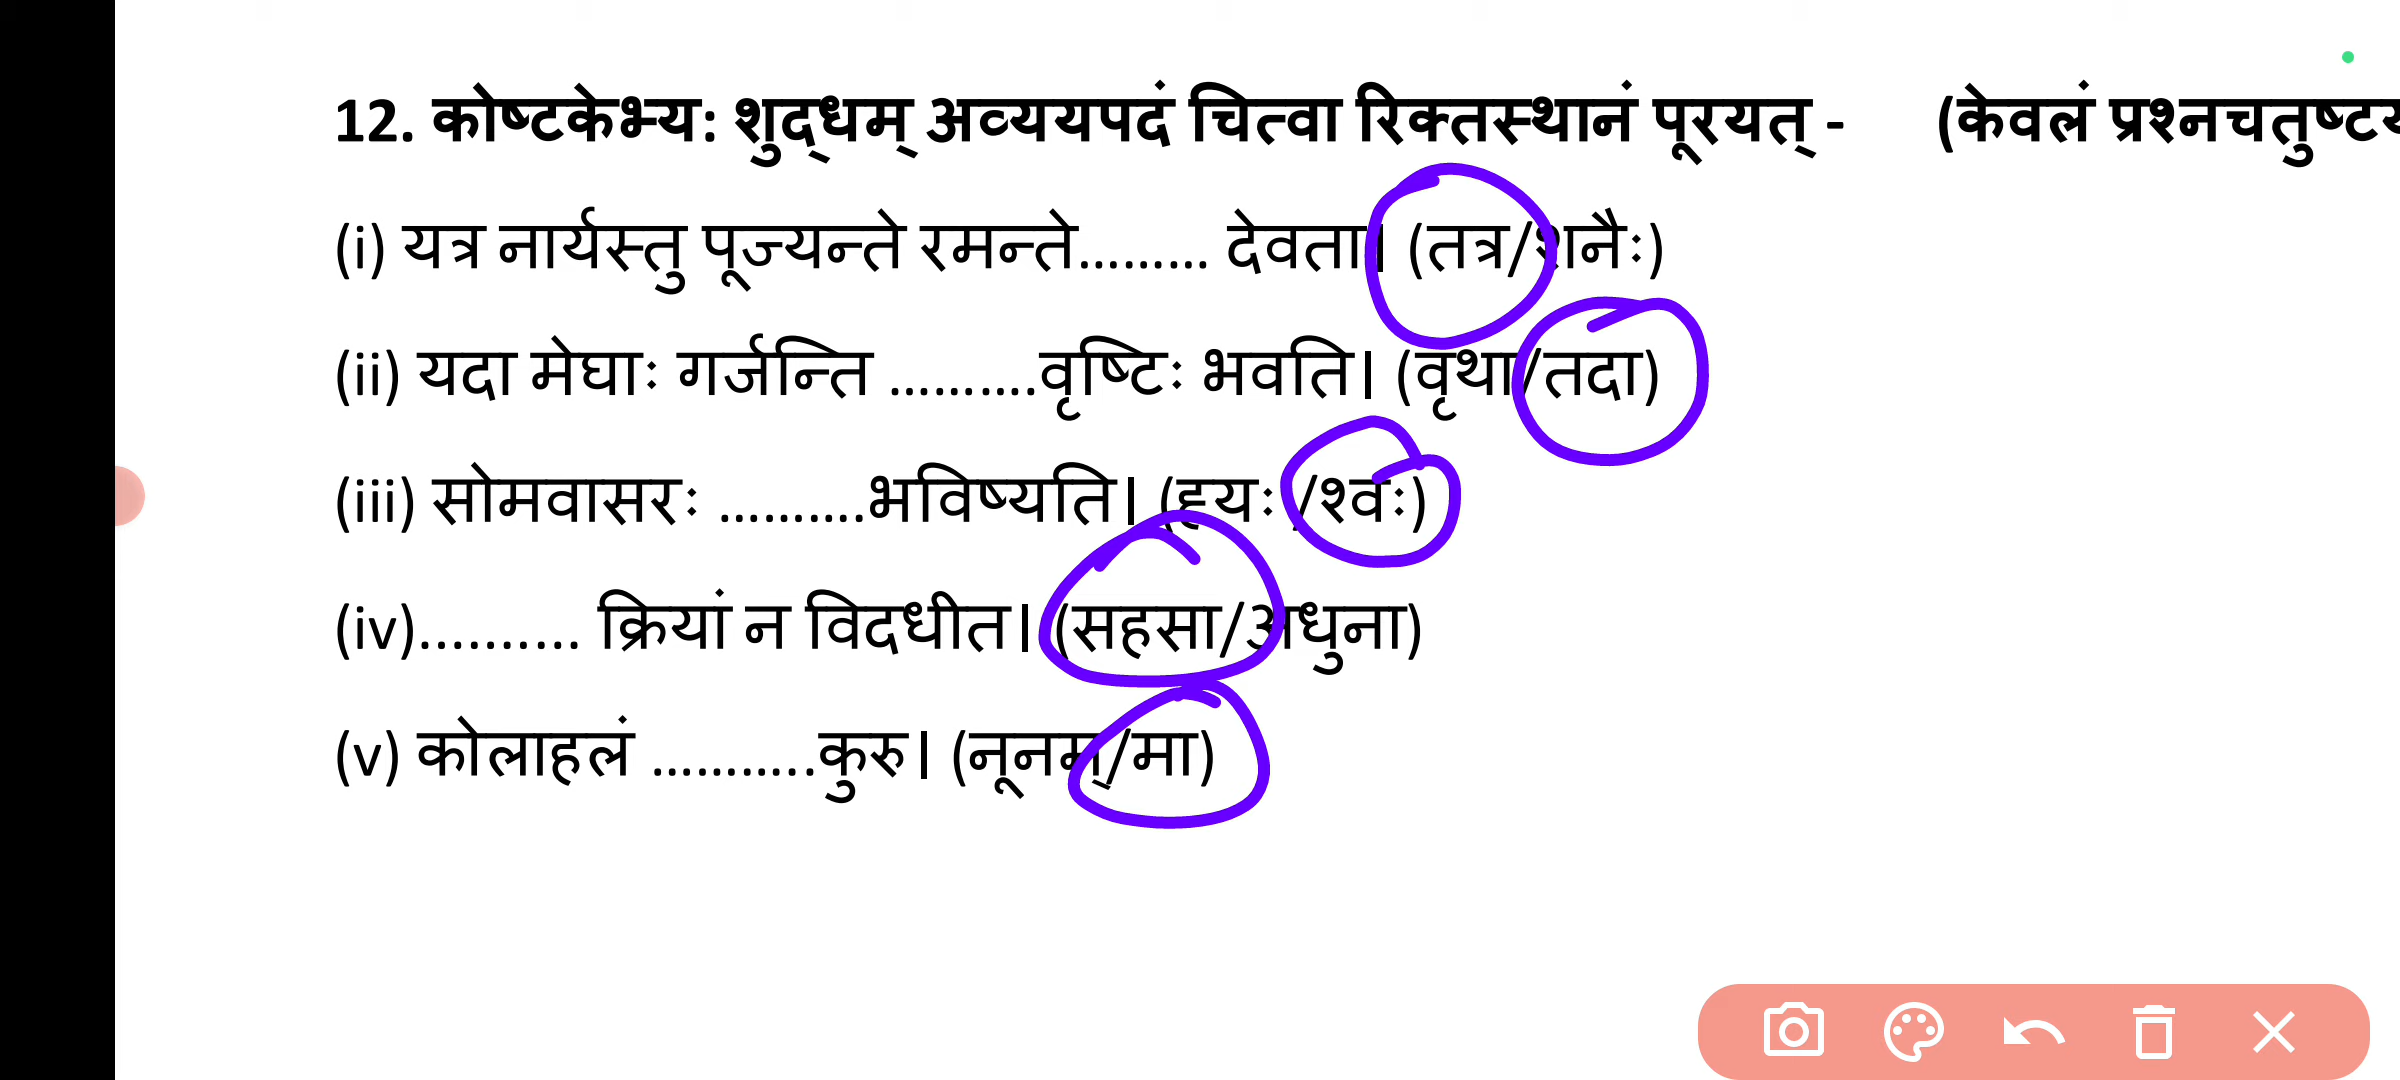 12. कोष्टकेभ्य: शुद्धम् अव्ययपदं चित्वा रिक्तस्थानं पूरयत् - (केवलं प्रश्नचतुष्टय
(i) यत्र नार्यस्तु पूज्यन्ते रमन्ते......... देवता। (तत्र/शनैः)
(ii) यदा मेघाः गर्जन्ति ..........वृष्टिः भवति। (वृथा/तदा)
(iii) सोमवासरः ..........भविष्यति। (ह्यः /श्वः)
(iv).......... क्रियां न विदधीत। (सहसा/अधुना)
(v) कोलाहलं ...........कुरु। (नूनम्/मा)